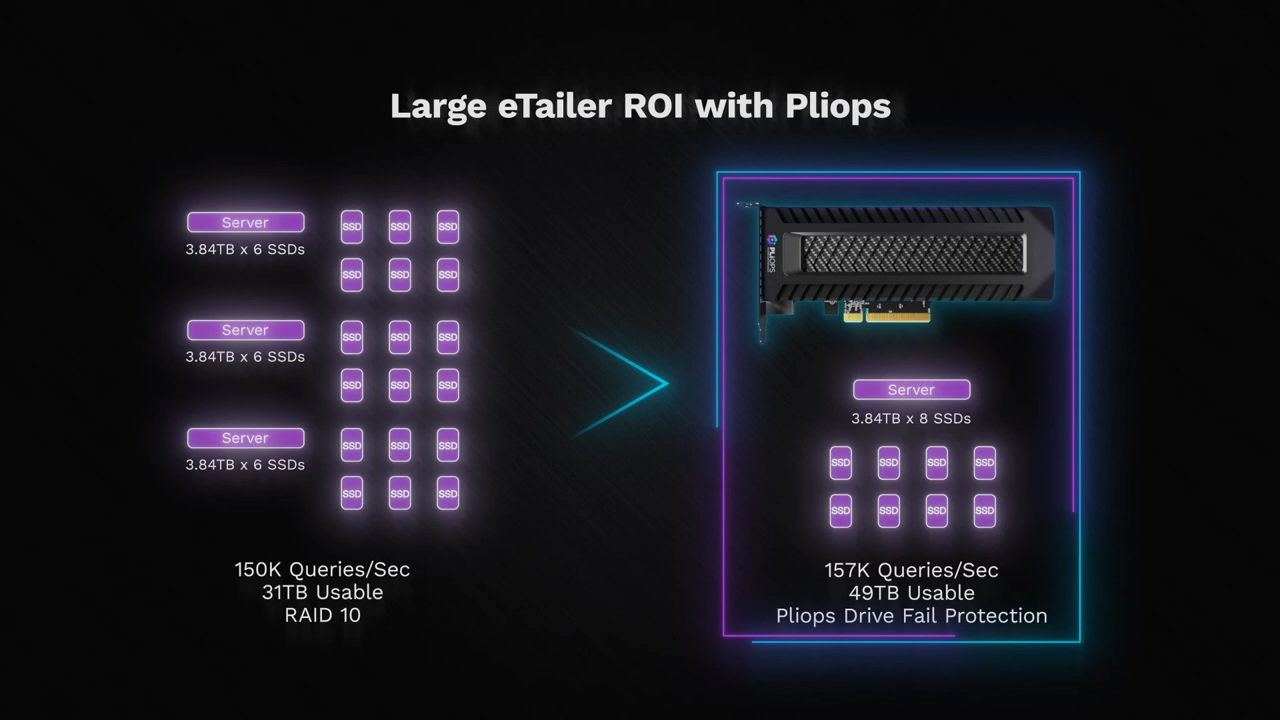 Large eTailer ROI with Pliops
Server
3.84TB x 6 SSDs
SSD SSD SSD
SSD SSD SSD
Server
3.84TB x 6 SSDs
SSD SSD SSD
SSD SSD SSD
Server
3.84TB x 6 SSDs
SSD SSD SSD
SSD SSD SSD
150K Queries/Sec
31TB Usable
RAID 10
PLIOPS
Server
3.84TB x 8 SSDs
SSD SSD SSD SSD
SSD SSD SSD SSD
157K Queries/Sec
49TB Usable
Pliops Drive Fail Protection